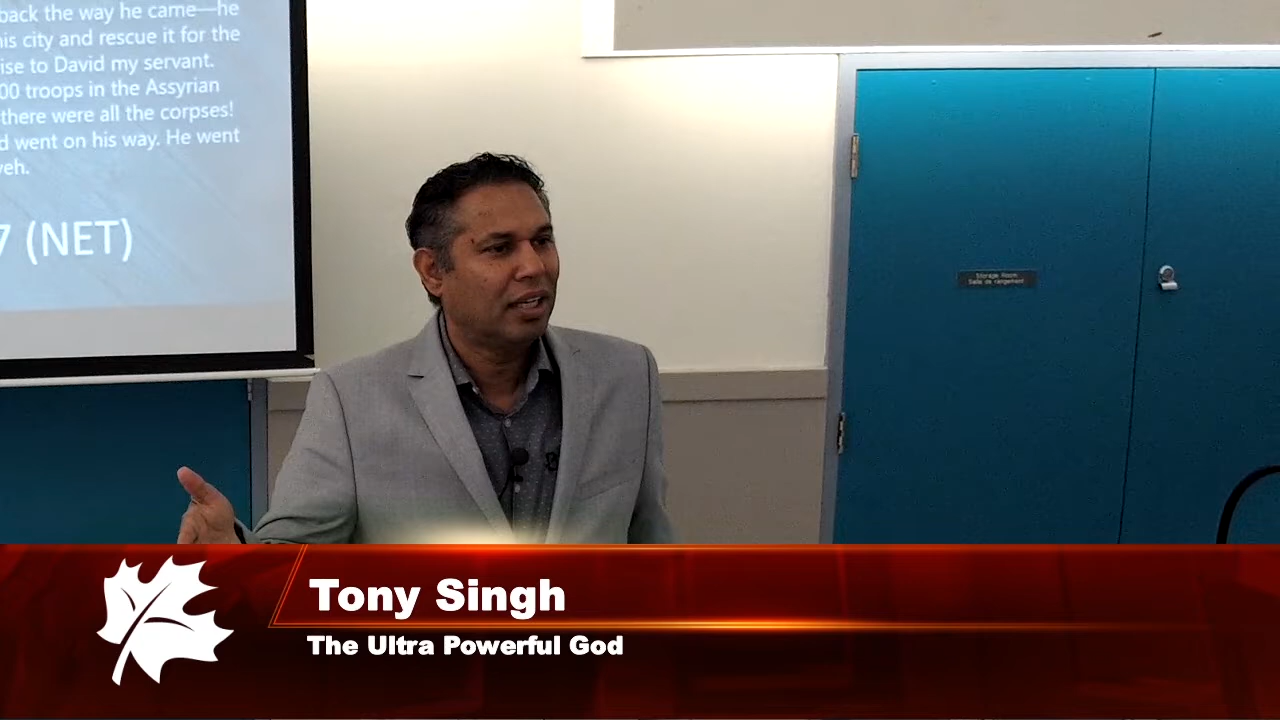 back the way he came—he
his city and rescue it for the
ise to David my servant.
00 troops in the Assyrian
there were all the corpses!
d went on his way. He went
veh.
7 (NET)
Storage Room
Salle de rangement
Tony Singh
The Ultra Powerful God